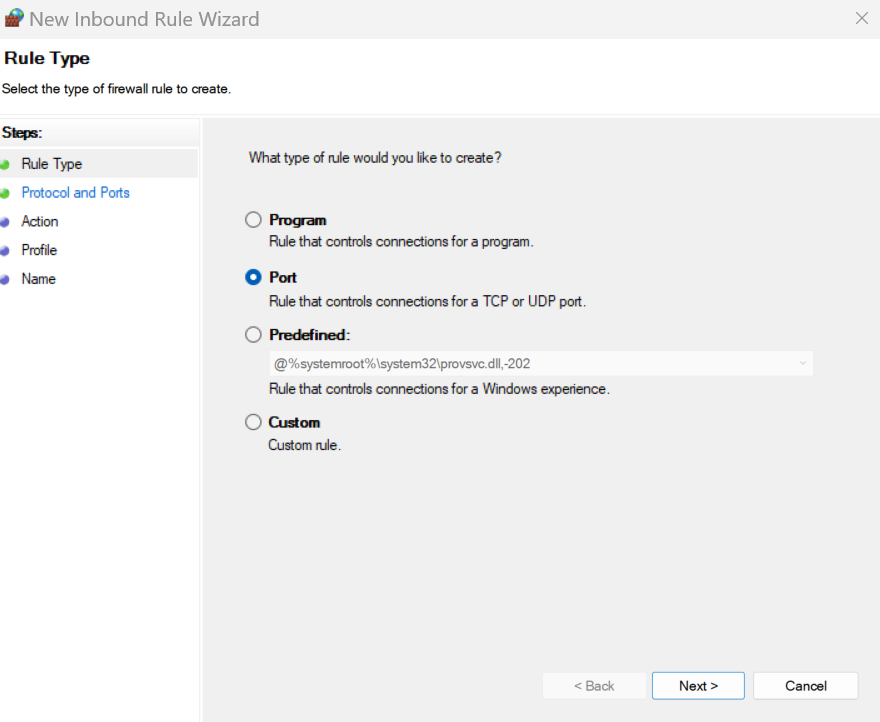 New Inbound Rule Wizard
Rule Type
Select the type of firewall rule to create.
Steps:
Rule Type
Protocol and Ports
Action
Profile
Name
What type of rule would you like to create?
Program
Rule that controls connections for a program.
Port
Rule that controls connections for a TCP or UDP port.
Predefined:
@%systemroot%\system32\provsvc.dll,-202
Rule that controls connections for a Windows experience.
Custom
Custom rule.
< Back
Next >
Cancel